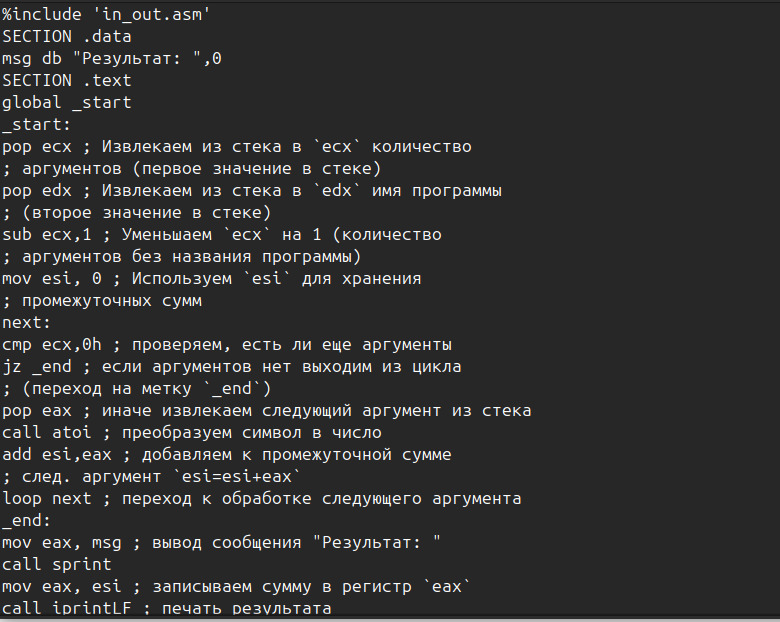 %include 'in_out.asm'
SECTION .data
msg db "Результат: ",0
SECTION .text
global _start
_start:
pop ecx ; Извлекаем из стека в `ecx` количество
; аргументов (первое значение в стеке)
pop edx ; Извлекаем из стека в `edx` имя программы
; (второе значение в стеке)
sub ecx,1 ; Уменьшаем `ecx` на 1 (количество
; аргументов без названия программы)
mov esi, 0 ; Используем `esi` для хранения
; промежуточных сумм
next:
cmp ecx,0h ; проверяем, есть ли еще аргументы
jz _end ; если аргументов нет выходим из цикла
; (переход на метку `_end`)
pop eax ; иначе извлекаем следующий аргумент из стека
call atoi ; преобразуем символ в число
add esi,eax ; добавляем к промежуточной сумме
; след. аргумент `esi=esi+eax`
loop next ; переход к обработке следующего аргумента
_end:
mov eax, msg ; вывод сообщения "Результат: "
call sprint
mov eax, esi ; записываем сумму в регистр `eax`
call iprintLF ; печать результата